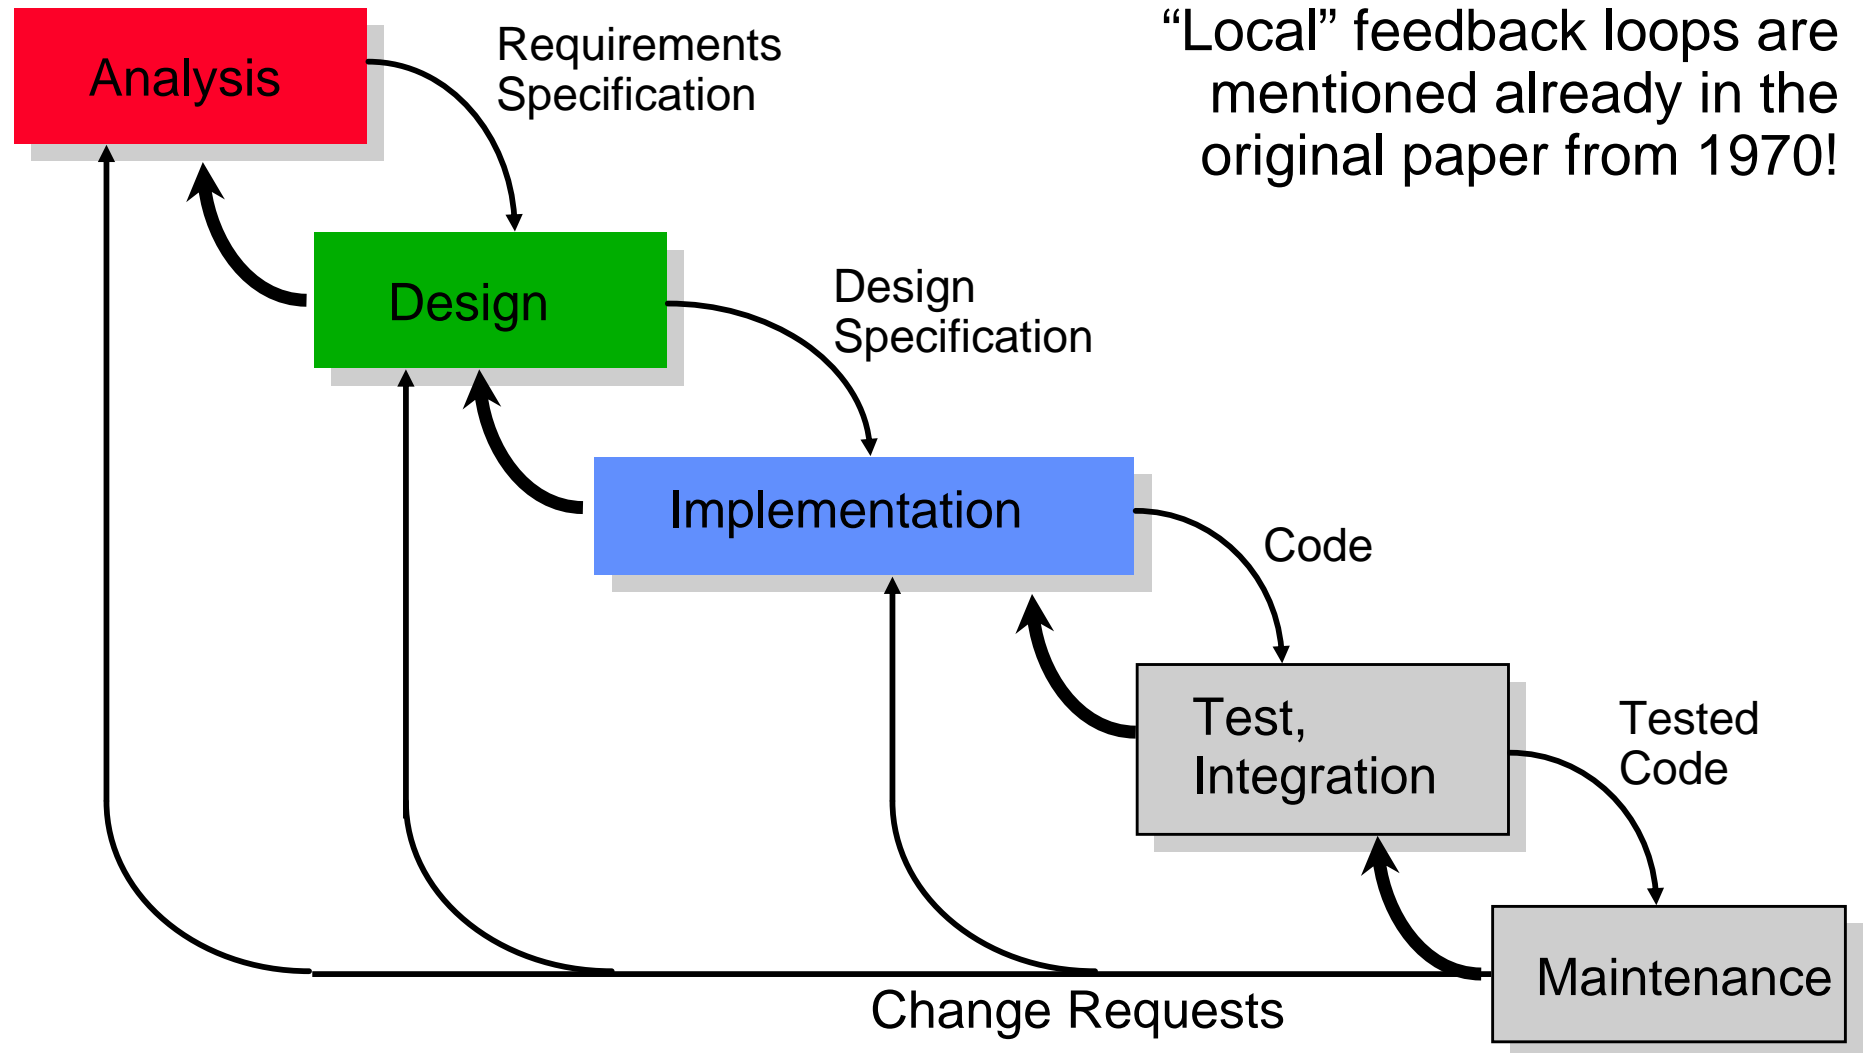 Analysis
Requirements
Specification
“Local” feedback loops are
mentioned already in the
original paper from 1970!
Design
Design
Specification
Implementation
Code
Test,
Integration
Tested
Code
Maintenance
Change Requests